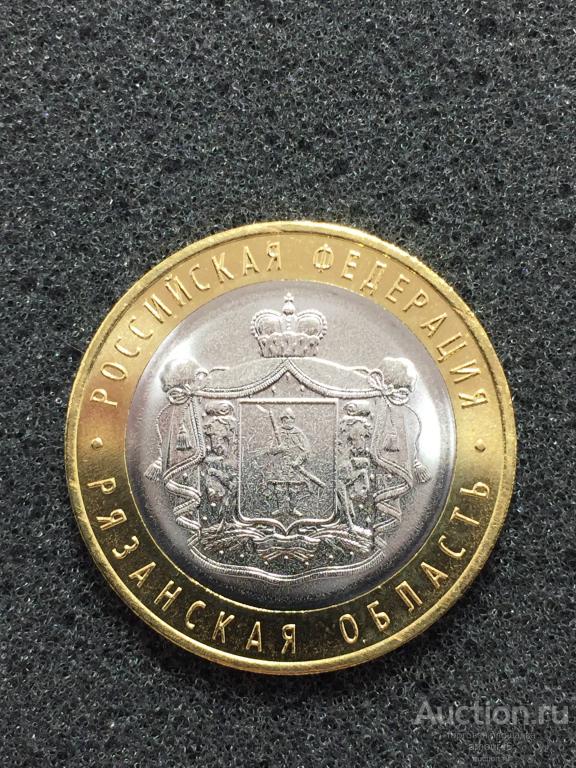 РОССИЙСКАЯ ФЕДЕРАЦИЯ
• РЯЗАНСКАЯ ОБЛАСТЬ •
Auction.ru